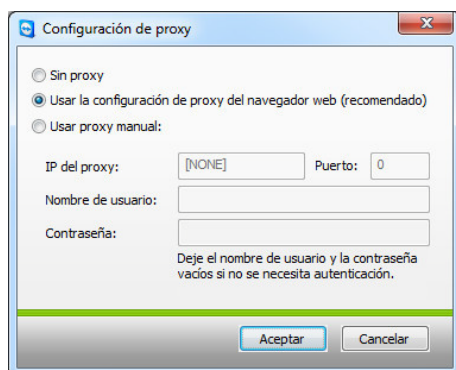 Configuración de proxy
Sin proxy
Usar la configuración de proxy del navegador web (recomendado)
Usar proxy manual:
IP del proxy: [NONE] Puerto: 0
Nombre de usuario:
Contraseña:
Deje el nombre de usuario y la contraseña
vacíos si no se necesita autenticación.
Aceptar Cancelar